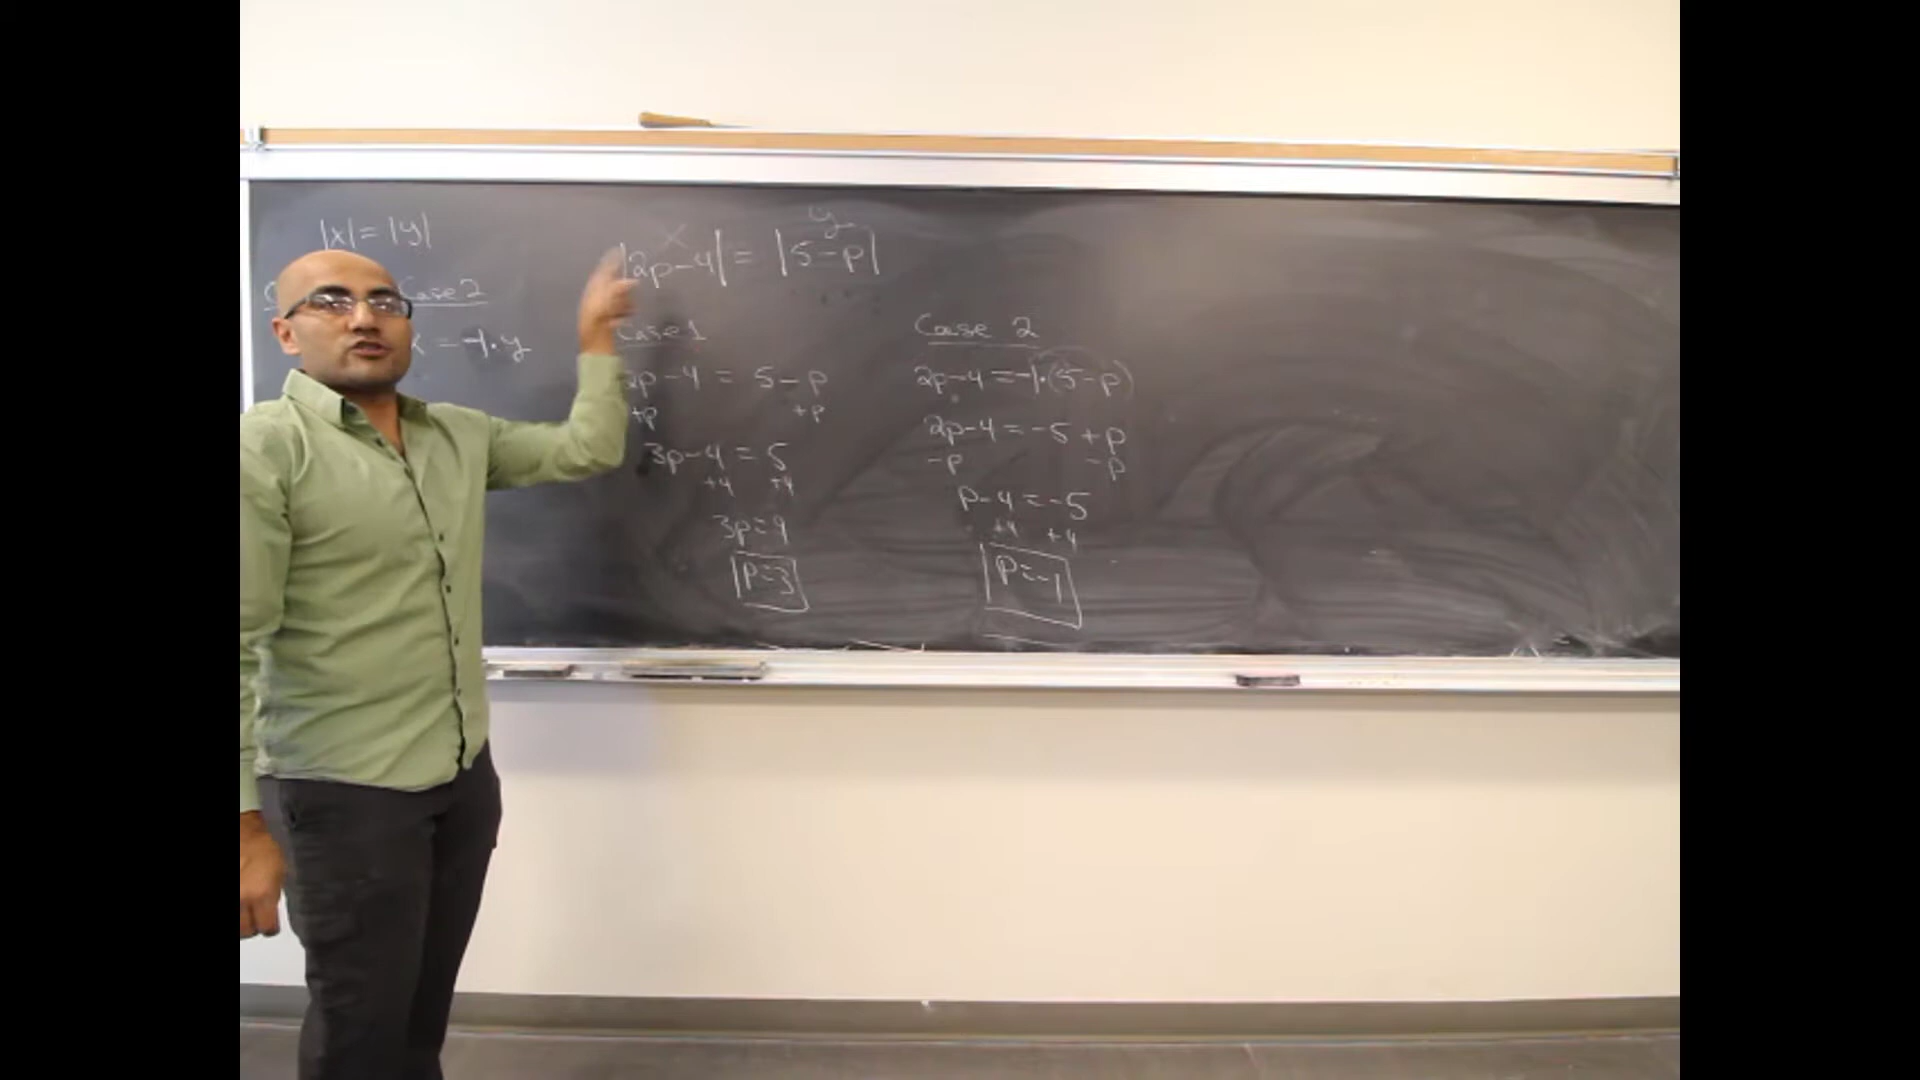 |x| = |y|
Case 2
= -1·y
x y
|2p-4| = |5-p|
Case 1
2p-4 = 5-p
+p +p
3p-4 = 5
+4 +4
3p=9
p=3
Case 2
2p-4=-1·(5-p)
2p-4=-5+p
-p -p
p-4=-5
+4 +4
p=-1